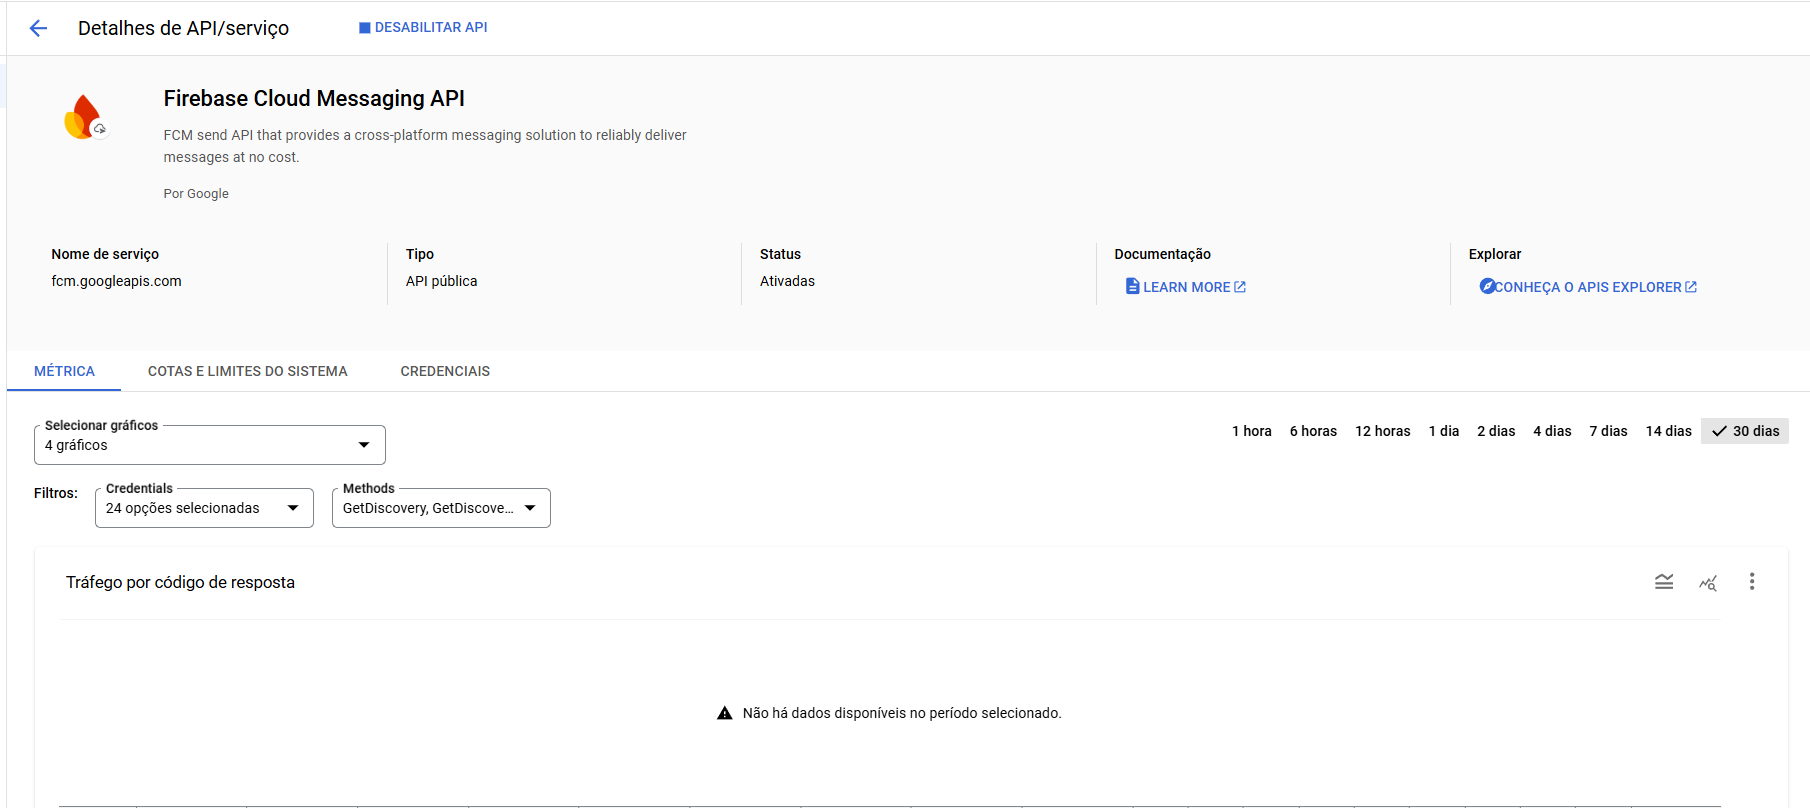 Detalhes de API/serviço
DESABILITAR API
Firebase Cloud Messaging API
FCM send API that provides a cross-platform messaging solution to reliably deliver
messages at no cost.
Por Google
Nome de serviço
fcm.googleapis.com
Tipo
API pública
Status
Ativadas
Documentação
LEARN MORE
Explorar
CONHEÇA O APIS EXPLORER
MÉTRICA
COTAS E LIMITES DO SISTEMA
CREDENCIAIS
Selecionar gráficos
4 gráficos
1 hora
6 horas
12 horas
1 dia
2 dias
4 dias
7 dias
14 dias
30 dias
Filtros:
Credentials
24 opções selecionadas
Methods
GetDiscovery, GetDiscove...
Tráfego por código de resposta
Não há dados disponíveis no período selecionado.